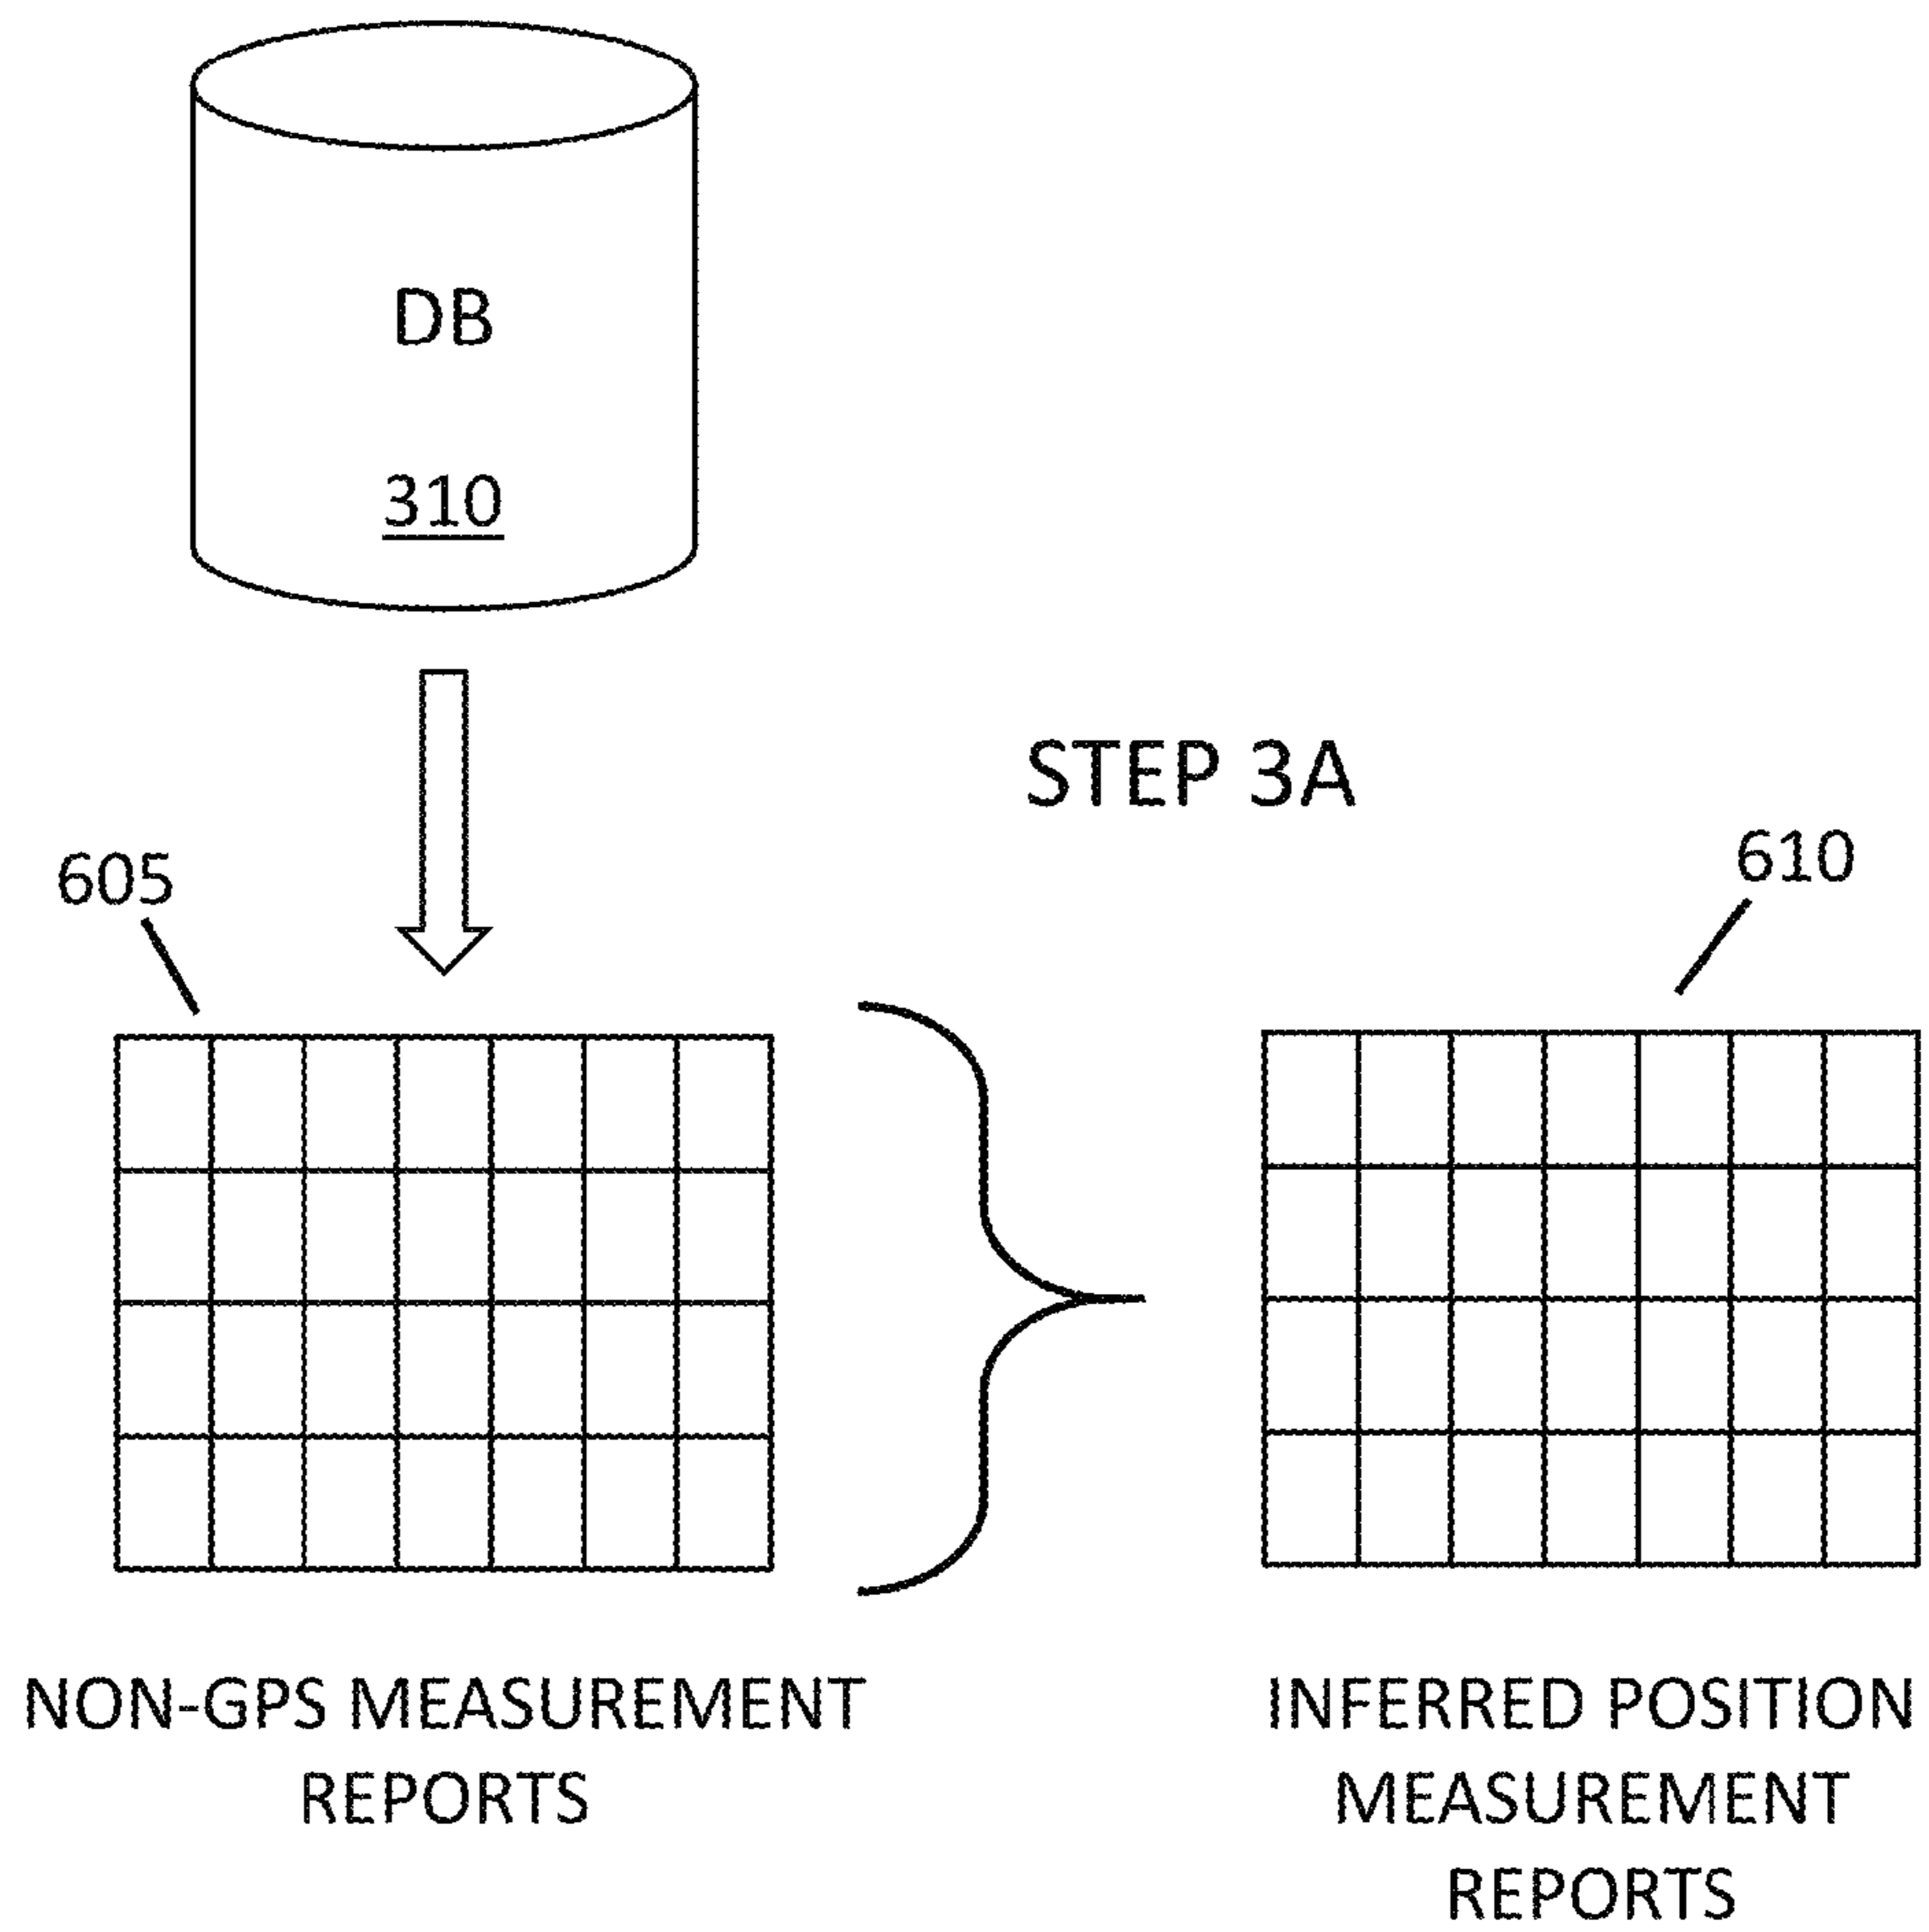 DB
310
STEP 3A
605
610
NON-GPS MEASUREMENT
REPORTS
INFERRED POSITION
MEASUREMENT
REPORTS